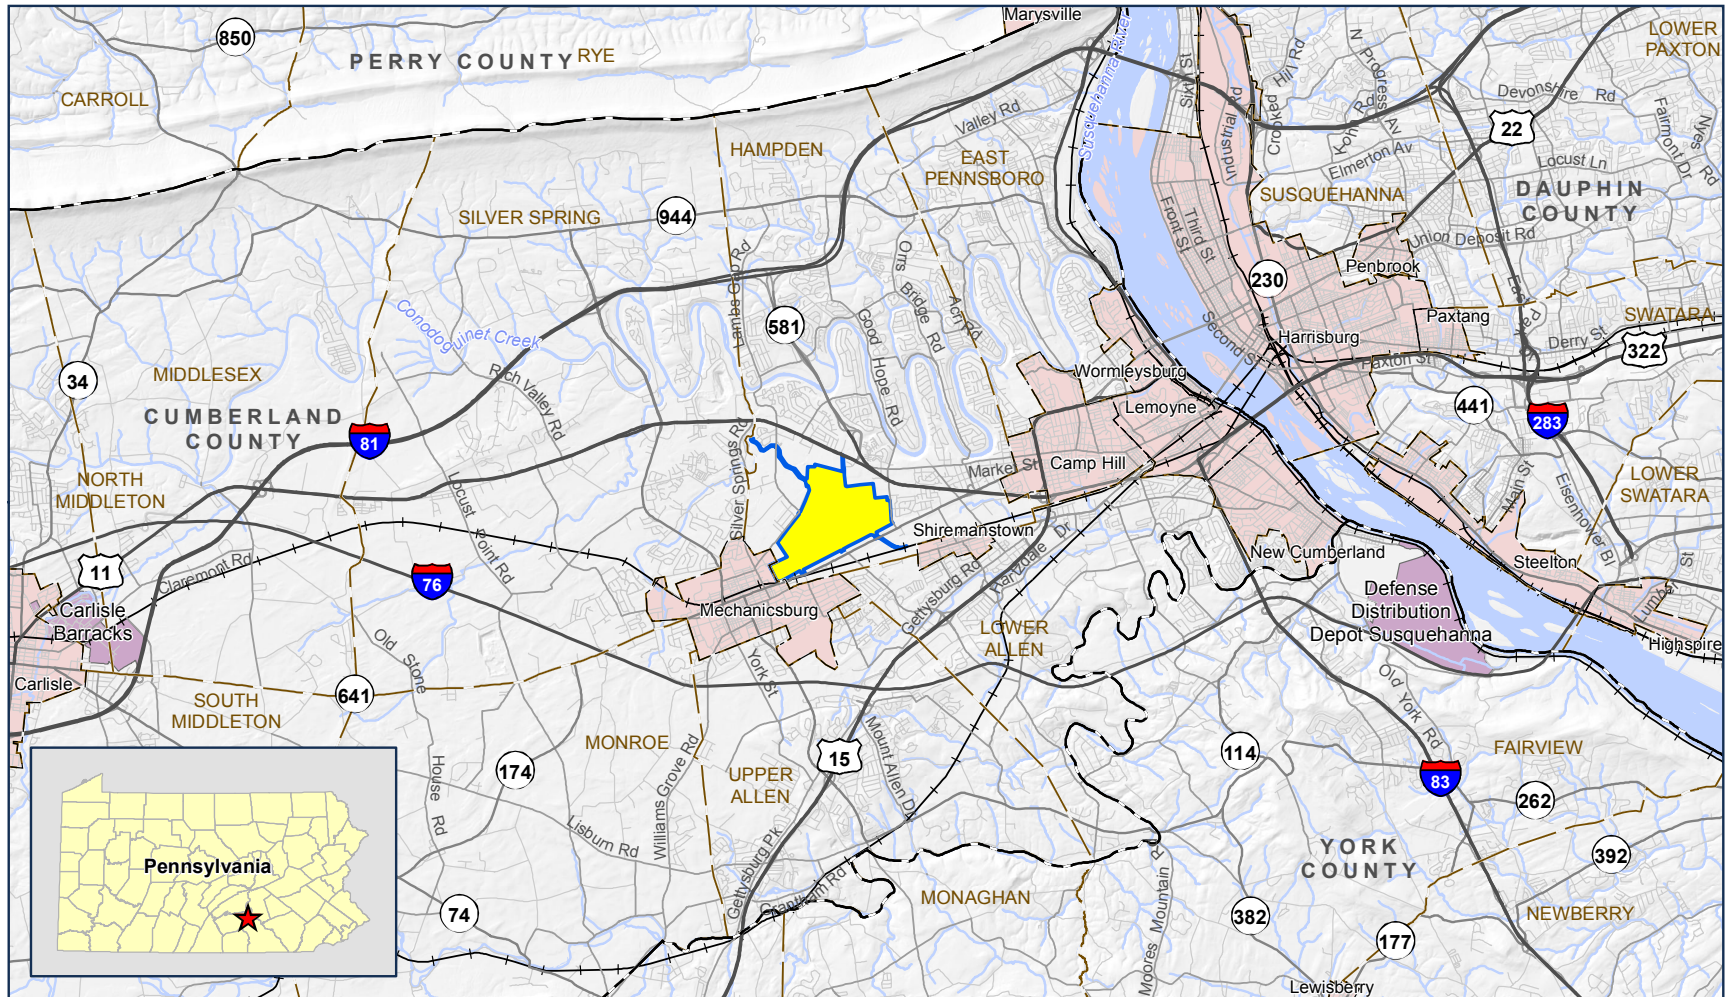 Marysville
850
PERRY COUNTY
RYE
CARROLL
LOWER
PAXTON
Susquehanna River
Sixth St
Industrial Rd
Crooked
Hill Rd
N Progress Av
Kohn Rd
Devonshire Rd
Fairmont Dr
Nyes
22
Valley Rd
HAMPDEN
EAST
PENNSBORO
Elmerton Av
Locust Ln
SUSQUEHANNA
DAUPHIN
COUNTY
SILVER SPRING
944
Third St
Front St
Union Deposit Rd
Lambs Gap Rd
Orrs Bridge Rd
Penbrook
230
Conodoguinet Creek
581
Good Hope Rd
Acri Rd
Second St
Harrisburg
Paxtang
SWATARA
Derry St
322
Paxton St
34
MIDDLESEX
Rich Valley Rd
Wormleysburg
Lemoyne
441
283
CUMBERLAND
COUNTY
81
Silver Springs Rd
Market St
Camp Hill
Main St
LOWER
SWATARA
NORTH
MIDDLETON
Locust Point Rd
Eisenhower Bl
Shiremanstown
Hartzdale Dr
New Cumberland
Steelton
11
Claremont Rd
76
Gettysburg Rd
Defense
Distribution
Depot Susquehanna
Carlisle
Barracks
Mechanicsburg
LOWER
ALLEN
Highspire
Old Stone House Rd
York St
Carlisle
641
SOUTH
MIDDLETON
Old York Rd
MONROE
15
Mount Allen Dr
114
FAIRVIEW
83
174
Williams Grove Rd
UPPER
ALLEN
262
Lisburn Rd
Gettysburg Pk
YORK
COUNTY
392
Pennsylvania
Grantham Rd
MONAGHAN
74
382
NEWBERRY
177
Lewisberry